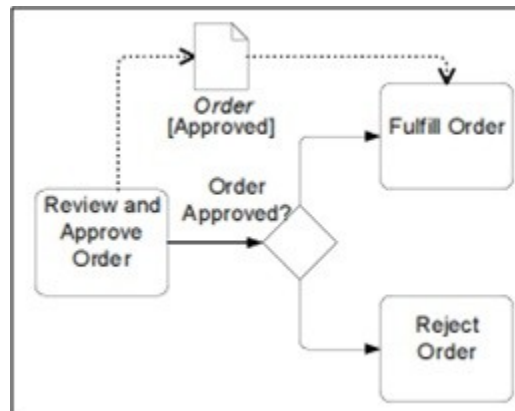 Order
[Approved]
Fulfill Order
Order
Approved?
Review and
Approve
Order
Reject
Order